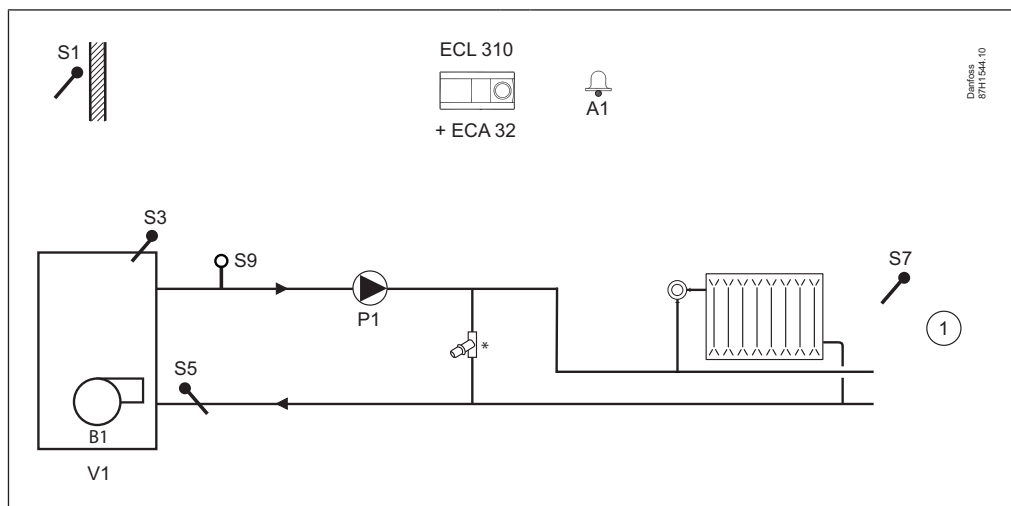 S1
ECL 310
+ ECA 32
A1
Danfoss
87H1544.10
S3
S9
P1
*
S7
1
S5
B1
V1